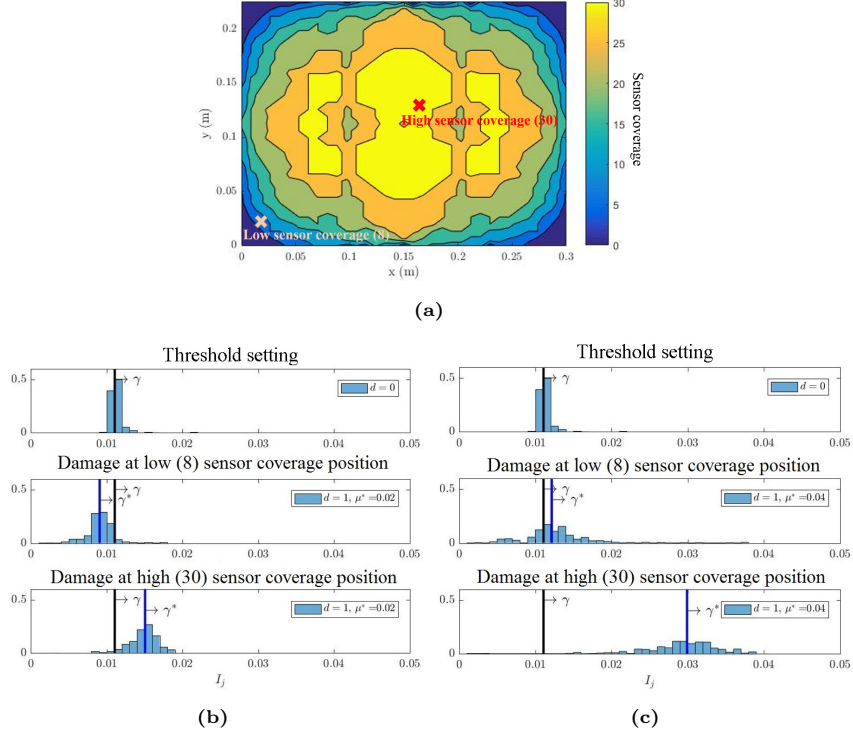 0.2
0.15
0.1
0.05
0
y (m)
High sensor coverage (30)
Low sensor coverage (8)
0 0.05 0.1 0.15 0.2 0.25 0.3
x (m)
30
25
20
15
10
5
0
Sensor coverage
(a)
Threshold setting
0.5
0
γ
d = 0
0 0.01 0.02 0.03 0.04 0.05
Damage at low (8) sensor coverage position
0.5
0
γ
γ*
d = 1, μ* =0.02
0 0.01 0.02 0.03 0.04 0.05
Damage at high (30) sensor coverage position
0.5
0
γ
γ*
d = 1, μ* =0.02
0 0.01 0.02 0.03 0.04 0.05
I_j
(b)
Threshold setting
0.5
0
γ
d = 0
0 0.01 0.02 0.03 0.04 0.05
Damage at low (8) sensor coverage position
0.5
0
γ
γ*
d = 1, μ* =0.04
0 0.01 0.02 0.03 0.04 0.05
Damage at high (30) sensor coverage position
0.5
0
γ
γ*
d = 1, μ* =0.04
0 0.01 0.02 0.03 0.04 0.05
I_j
(c)